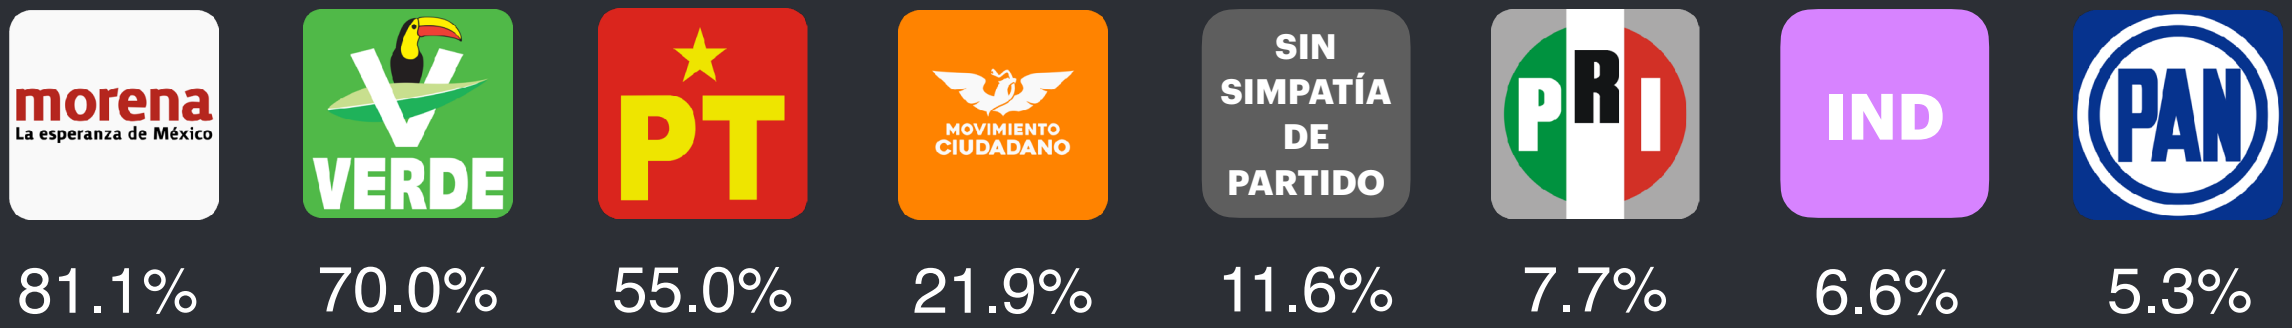 morena
La esperanza de México
V
VERDE
PT
MOVIMIENTO
CIUDADANO
SIN
SIMPATÍA
DE
PARTIDO
PRI
IND
PAN
81.1% 70.0% 55.0% 21.9% 11.6% 7.7% 6.6% 5.3%